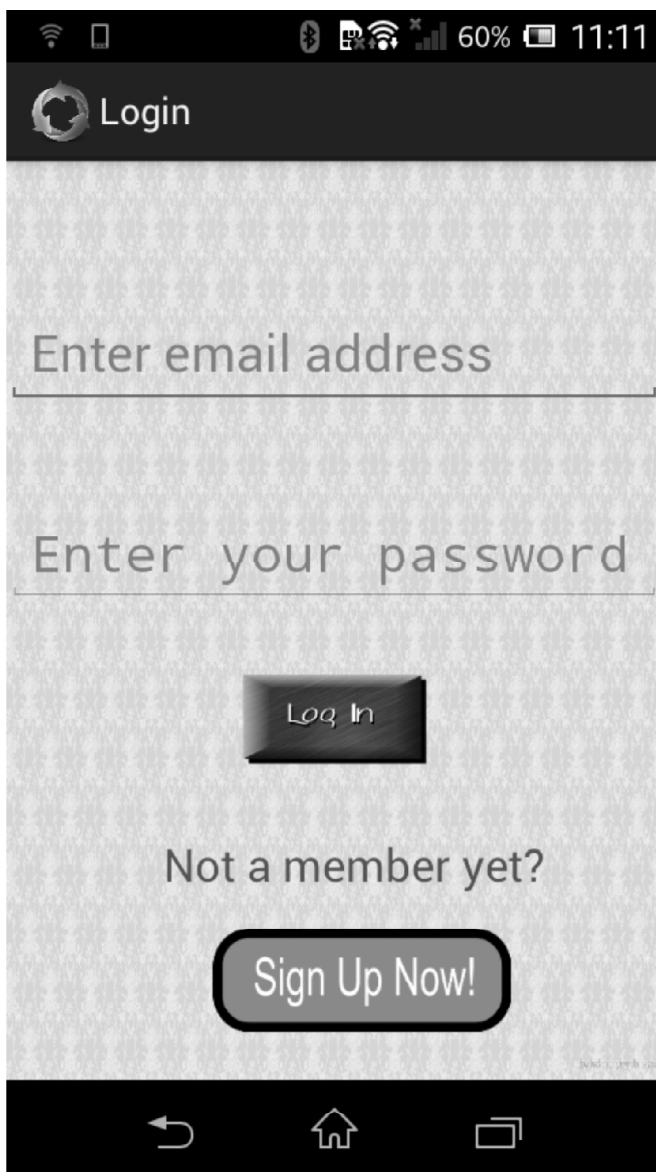 60% 11:11
Login
Enter email address
Enter your password
Log In
Not a member yet?
Sign Up Now!